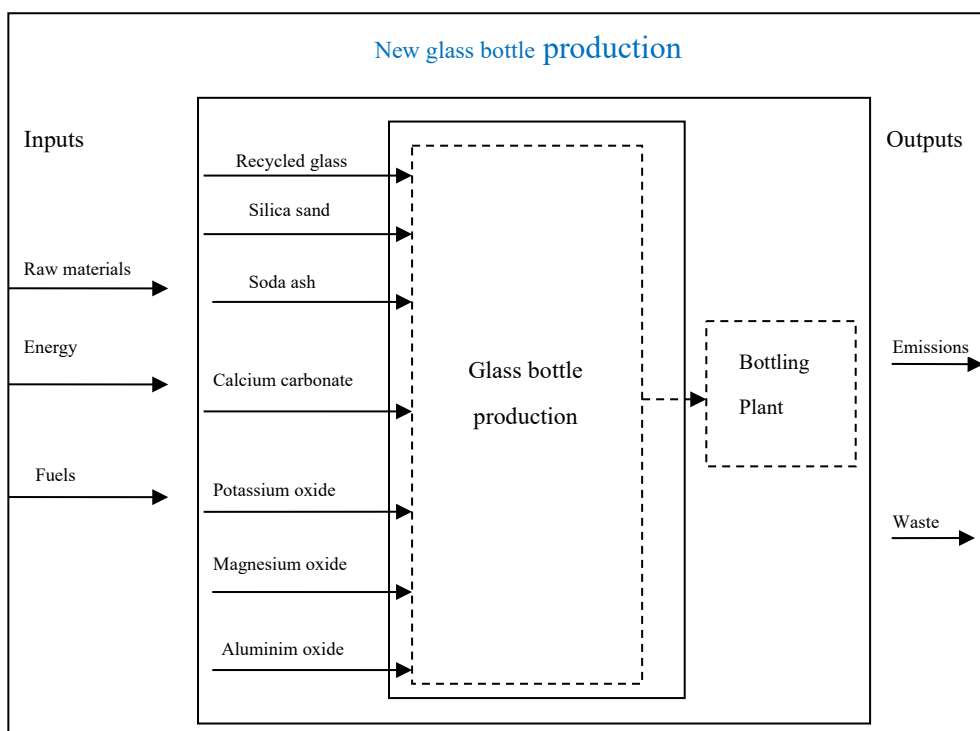 New glass bottle production
Inputs
Outputs
Recycled glass
Silica sand
Raw materials
Soda ash
Energy
Emissions
Calcium carbonate
Glass bottle
production
Bottling
Plant
Fuels
Potassium oxide
Waste
Magnesium oxide
Aluminim oxide